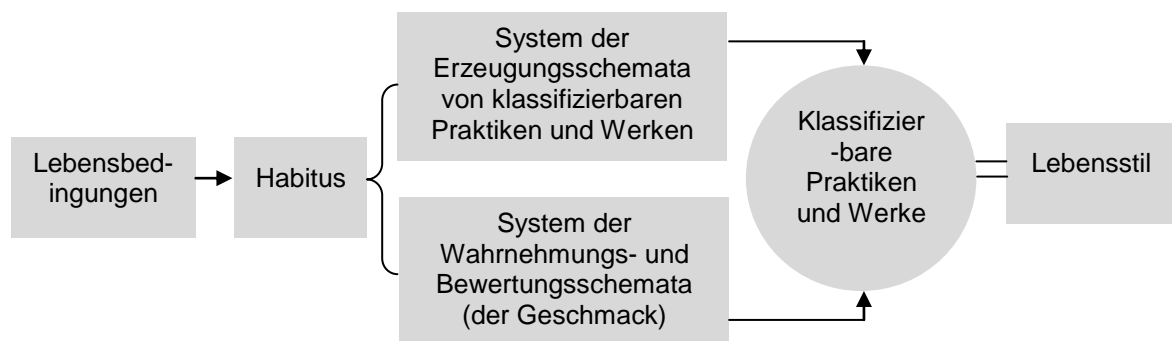 Lebensbed-
ingungen
Habitus
System der
Erzeugungsschemata
von klassifizierbaren
Praktiken und Werken
System der
Wahrnehmungs- und
Bewertungsschemata
(der Geschmack)
Klassifizier
-bare
Praktiken
und Werke
Lebensstil